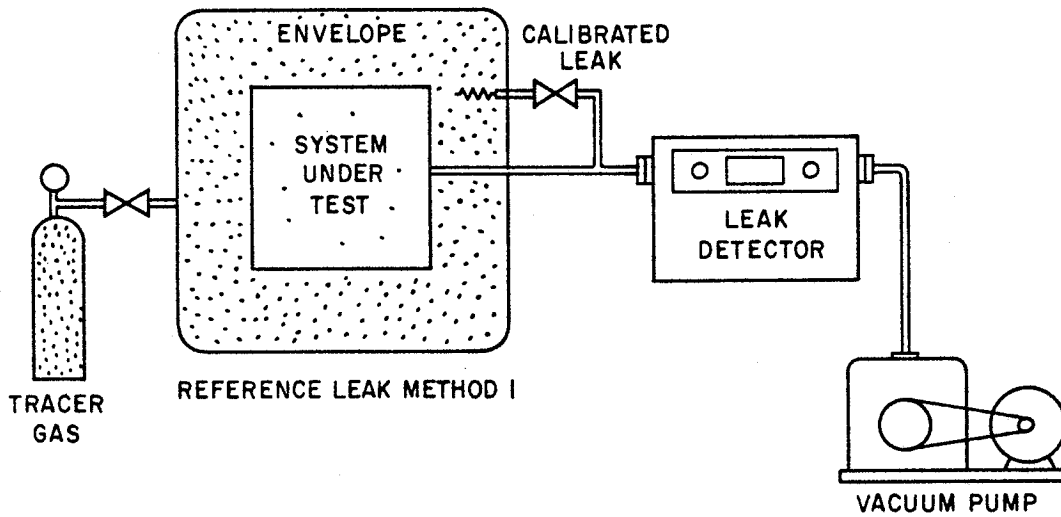 ENVELOPE
CALIBRATED
LEAK
SYSTEM
UNDER
TEST
LEAK
DETECTOR
TRACER
GAS
REFERENCE LEAK METHOD I
VACUUM PUMP